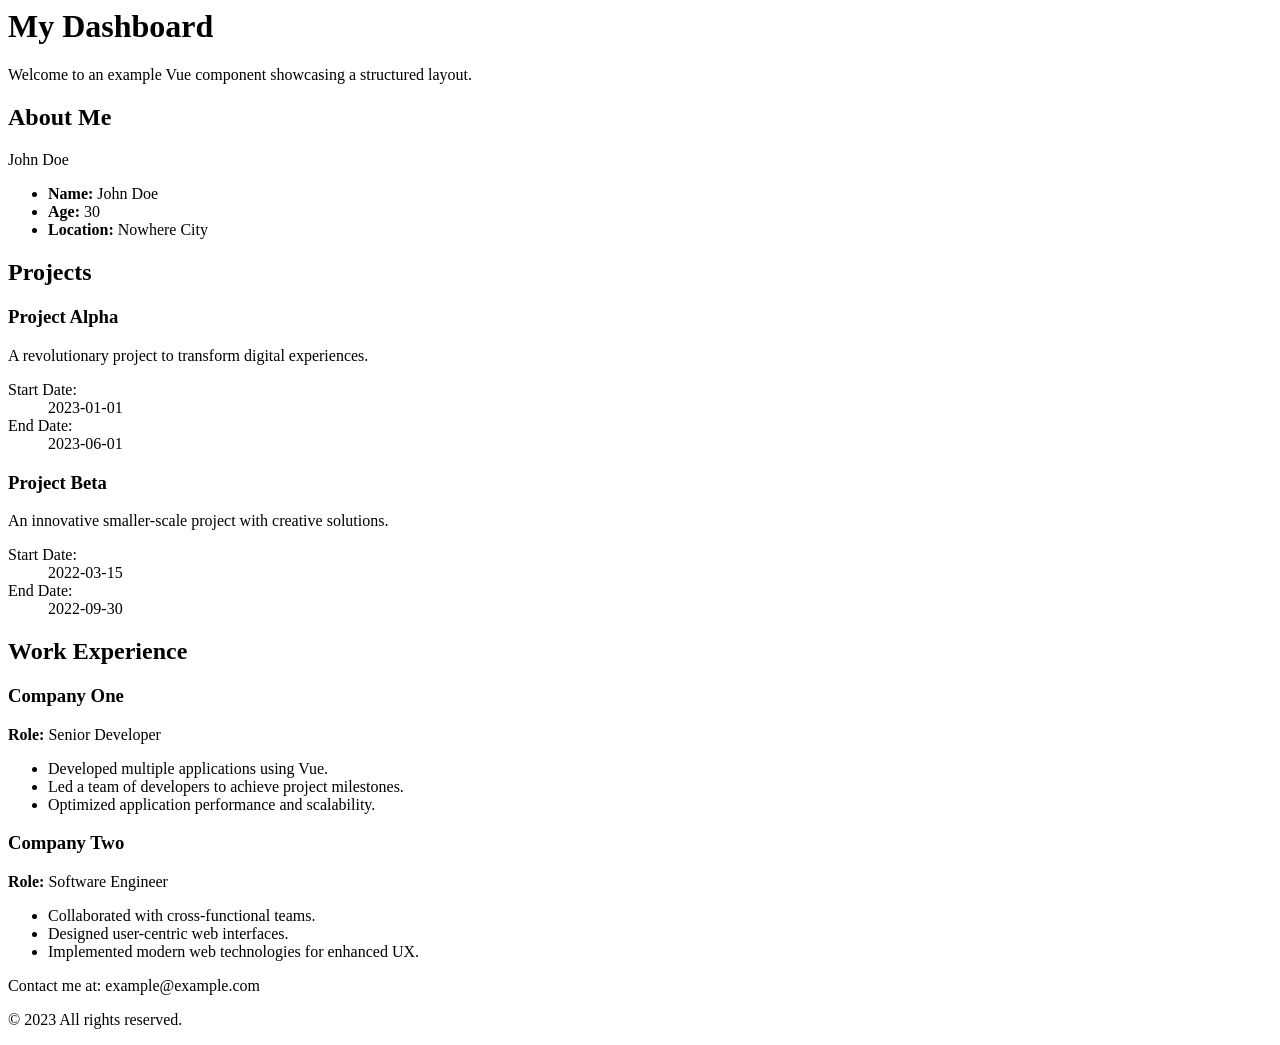 My Dashboard
Welcome to an example Vue component showcasing a structured layout.
About Me
John Doe
Name: John Doe
Age: 30
Location: Nowhere City
Projects
Project Alpha
A revolutionary project to transform digital experiences.
Start Date:
2023-01-01
End Date:
2023-06-01
Project Beta
An innovative smaller-scale project with creative solutions.
Start Date:
2022-03-15
End Date:
2022-09-30
Work Experience
Company One
Role: Senior Developer
Developed multiple applications using Vue.
Led a team of developers to achieve project milestones.
Optimized application performance and scalability.
Company Two
Role: Software Engineer
Collaborated with cross-functional teams.
Designed user-centric web interfaces.
Implemented modern web technologies for enhanced UX.
Contact me at: example@example.com
© 2023 All rights reserved.